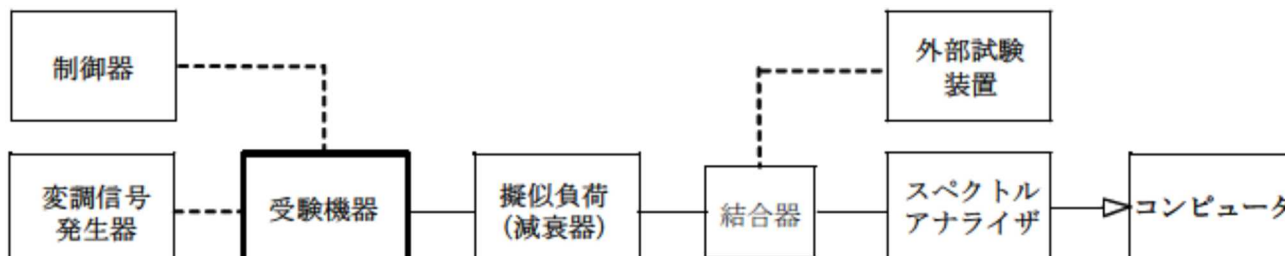 制御器
外部試験
装置
変調信号
発生器
受験機器
擬似負荷
(減衰器)
結合器
スペクトル
アナライザ
コンピュータ